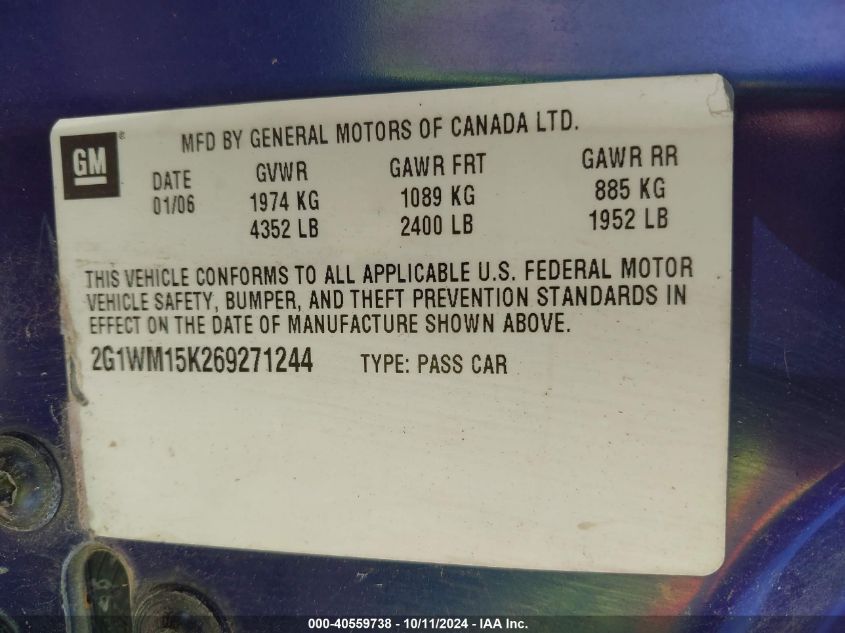 GM ®
MFD BY GENERAL MOTORS OF CANADA LTD.
DATE GVWR GAWR FRT GAWR RR
01/06 1974 KG 1089 KG 885 KG
4352 LB 2400 LB 1952 LB
THIS VEHICLE CONFORMS TO ALL APPLICABLE U.S. FEDERAL MOTOR
VEHICLE SAFETY, BUMPER, AND THEFT PREVENTION STANDARDS IN
EFFECT ON THE DATE OF MANUFACTURE SHOWN ABOVE.
2G1WM15K269271244 TYPE: PASS CAR
000-40559738 - 10/11/2024 - IAA Inc.